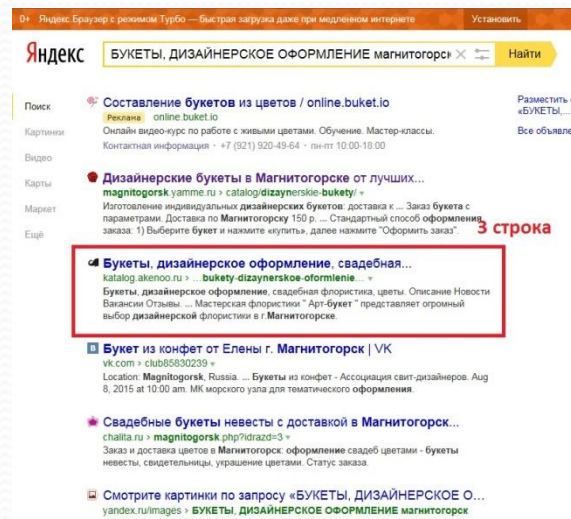 0+ Яндекс Браузер с режимом Турбо — быстрая загрузка даже при медленном интернете Установить
Яндекс БУКЕТЫ, ДИЗАЙНЕРСКОЕ ОФОРМЛЕНИЕ магнитогорск Найти
Поиск
Картинки
Видео
Карты
Маркет
Ещё
Составление букетов из цветов / online.buket.io
Реклама online.buket.io
Онлайн видео-курс по работе с живыми цветами. Обучение. Мастер-классы.
Контактная информация · +7 (921) 920-49-64 · пн-пт 10:00-18:00
Разместить
«БУКЕТЫ,...
Все объявле
Дизайнерские букеты в Магнитогорске от лучших...
magnitogorsk.yamme.ru › catalog/dizaynerskie-bukety/
Изготовление индивидуальных дизайнерских букетов: доставка к ... Заказ букета с
параметрами. Доставка по Магнитогорску 150 р. ... Стандартный способ оформления
заказа: 1) Выберите букет и нажмите «купить», далее нажмите "Оформить заказ".
3 строка
Букеты, дизайнерское оформление, свадебная...
katalog.akenoo.ru › ...bukety-dizaynerskoe-oformlenie...
Букеты, дизайнерское оформление, свадебная флористика, цветы. Описание Новости
Вакансии Отзывы. ... Мастерская флористики " Арт-букет " представляет огромный
выбор дизайнерской флористики в г.Магнитогорске.
Букет из конфет от Елены г. Магнитогорск | VK
vk.com › club85830239
Location: Magnitogorsk, Russia. ... Букеты из конфет - Ассоциация свит-дизайнеров. Aug
8, 2015 at 10:00 am. МК морского узла для тематического оформления.
Свадебные букеты невесты с доставкой в Магнитогорск...
chalita.ru › magnitogorsk.php?idrazd=3
Заказ и доставка цветов в Магнитогорск: оформление свадеб цветами - букеты
невесты, свидетельницы, украшение цветами. Статус заказа.
Смотрите картинки по запросу «БУКЕТЫ, ДИЗАЙНЕРСКОЕ О...
yandex.ru/images › БУКЕТЫ, ДИЗАЙНЕРСКОЕ ОФОРМЛЕНИЕ магнитогорск